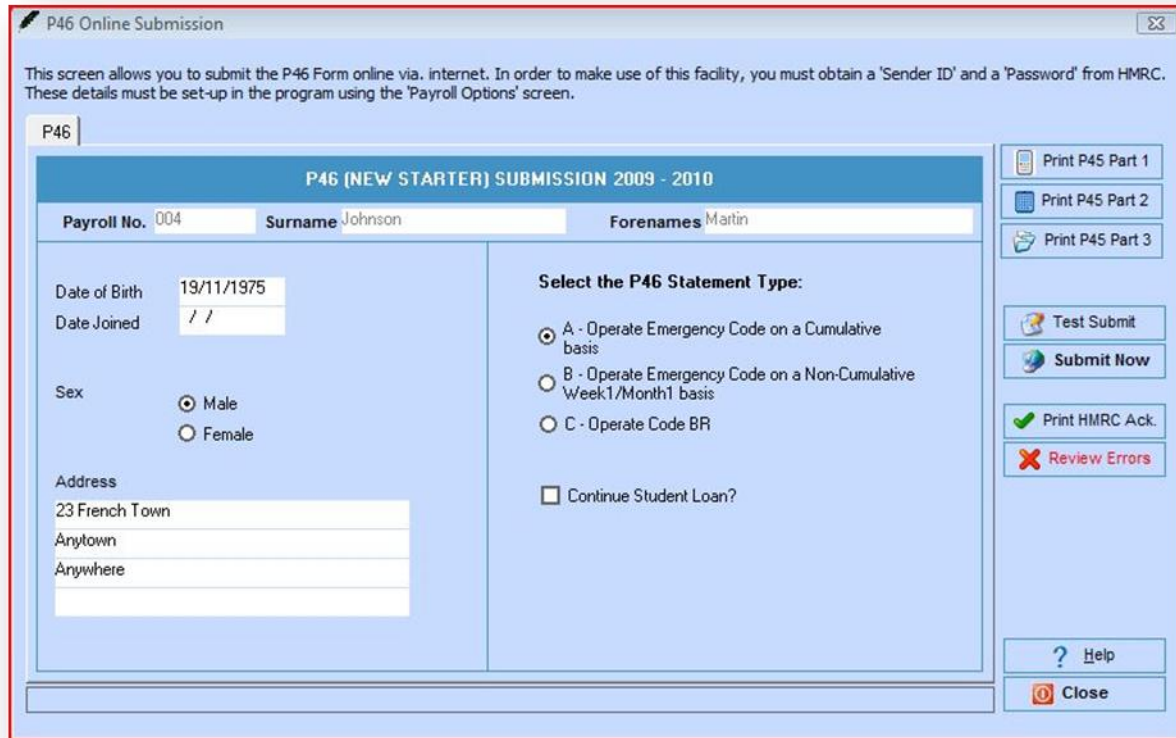 P46 Online Submission
This screen allows you to submit the P46 Form online via. internet. In order to make use of this facility, you must obtain a 'Sender ID' and a 'Password' from HMRC.
These details must be set-up in the program using the 'Payroll Options' screen.
P46
P46 (NEW STARTER) SUBMISSION 2009 - 2010
Payroll No. 004 Surname Johnson Forenames Martin
Date of Birth 19/11/1975
Date Joined / /
Sex
Male
Female
Address
23 French Town
Anytown
Anywhere
Select the P46 Statement Type:
A - Operate Emergency Code on a Cumulative
basis
B - Operate Emergency Code on a Non-Cumulative
Week1/Month1 basis
C - Operate Code BR
Continue Student Loan?
Print P45 Part 1
Print P45 Part 2
Print P45 Part 3
Test Submit
Submit Now
Print HMRC Ack.
Review Errors
? Help
Close